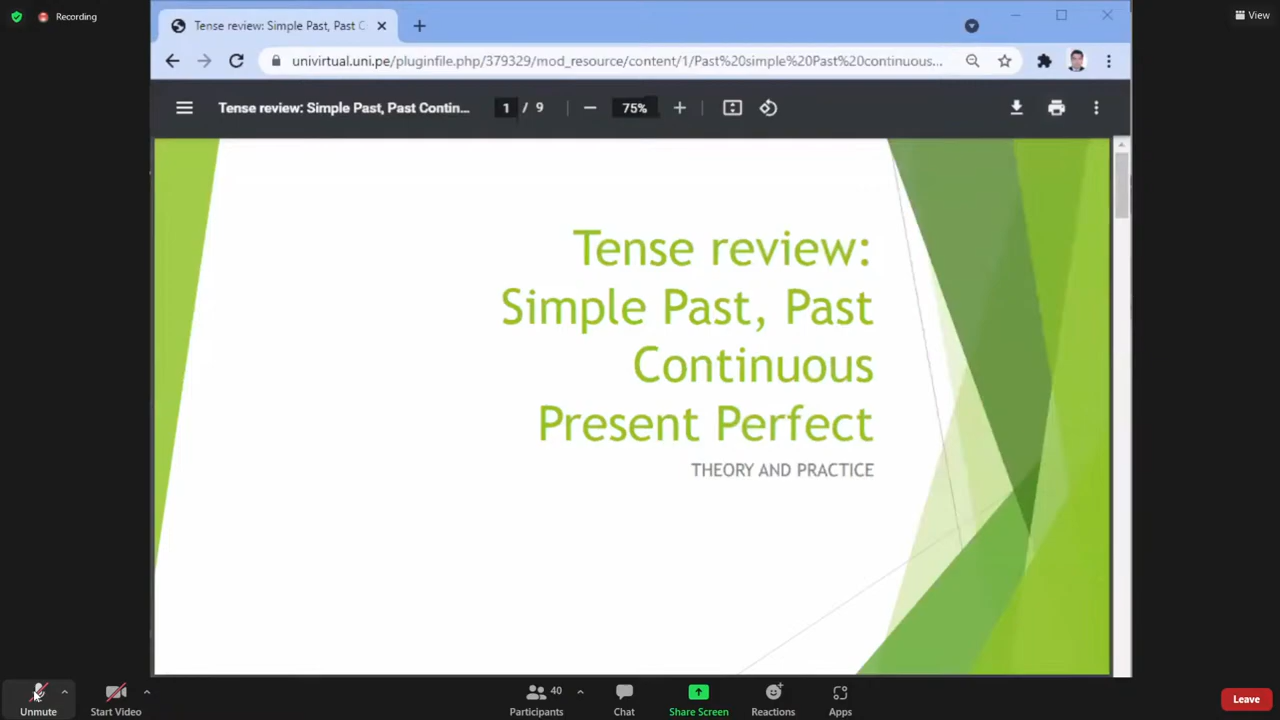 Recording
View
Tense review: Simple Past, Past C
univirtual.uni.pe/pluginfile.php/379329/mod_resource/content/1/Past%20simple%20Past%20continuous...
Tense review: Simple Past, Past Contin...
1 / 9
75%
Tense review:
Simple Past, Past
Continuous
Present Perfect
THEORY AND PRACTICE
Unmute
Start Video
40
Participants
Chat
Share Screen
Reactions
Apps
Leave